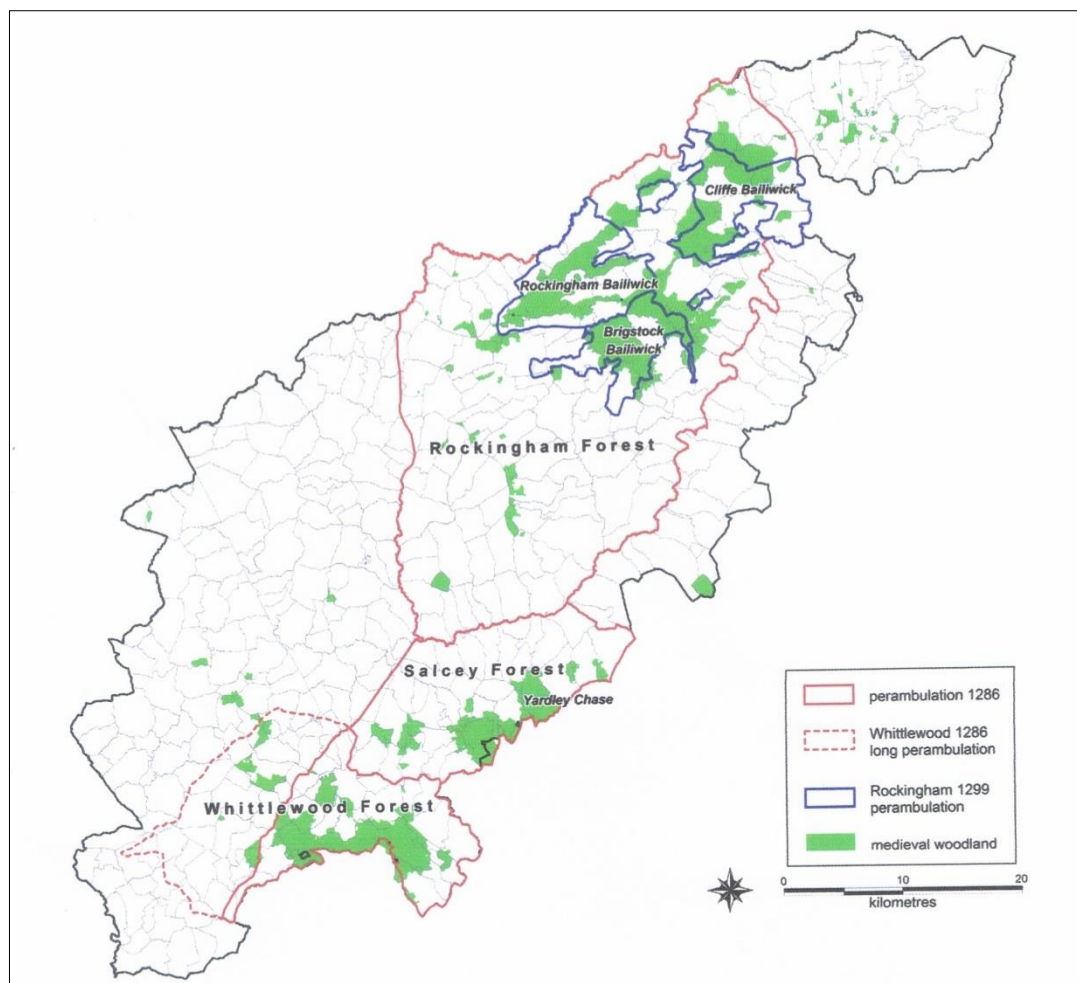 Cliffe Bailiwick
Rockingham Bailiwick
Brigstock
Bailiwick
Rockingham Forest
Salcey Forest
Yardley Chase
Whittlewood Forest
perambulation 1286
Whittlewood 1286
long perambulation
Rockingham 1299
perambulation
medieval woodland
0 10 20
kilometres